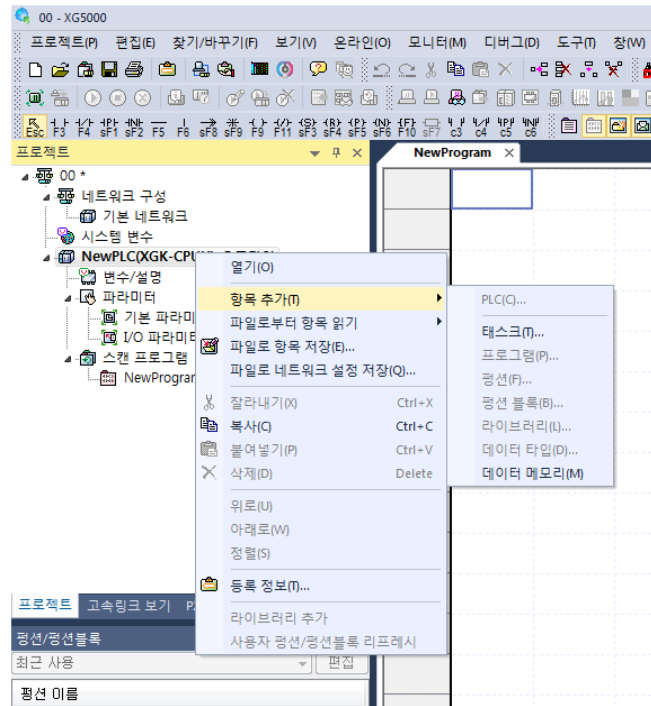 00 - XG5000
프로젝트(P) 편집(E) 찾기/바꾸기(F) 보기(V) 온라인(O) 모니터(M) 디버그(D) 도구(T) 창(W)
Esc F3 F4 sF1 sF2 F5 F6 sF8 sF9 F9 F11 sF3 sF4 sF5 sF6 F10 sF7 c3 c4 c5 c6
프로젝트
NewProgram
00 *
네트워크 구성
기본 네트워크
시스템 변수
NewPLC(XGK-CPU
변수/설명
파라미터
기본 파라미
I/O 파라미터
스캔 프로그램
NewProgram
열기(O)
항목 추가(T)
파일로부터 항목 읽기
파일로 항목 저장(E)...
파일로 네트워크 설정 저장(Q)...
잘라내기(X) Ctrl+X
복사(C) Ctrl+C
붙여넣기(P) Ctrl+V
삭제(D) Delete
위로(U)
아래로(W)
정렬(S)
등록 정보(T)...
라이브러리 추가
사용자 평션/평션블록 리프레시
PLC(C)...
태스크(T)...
프로그램(P)...
평션(F)...
평션 블록(B)...
라이브러리(L)...
데이터 타입(D)...
데이터 메모리(M)
프로젝트 고속링크 보기
평션/평션블록
최근 사용 편집
평션 이름